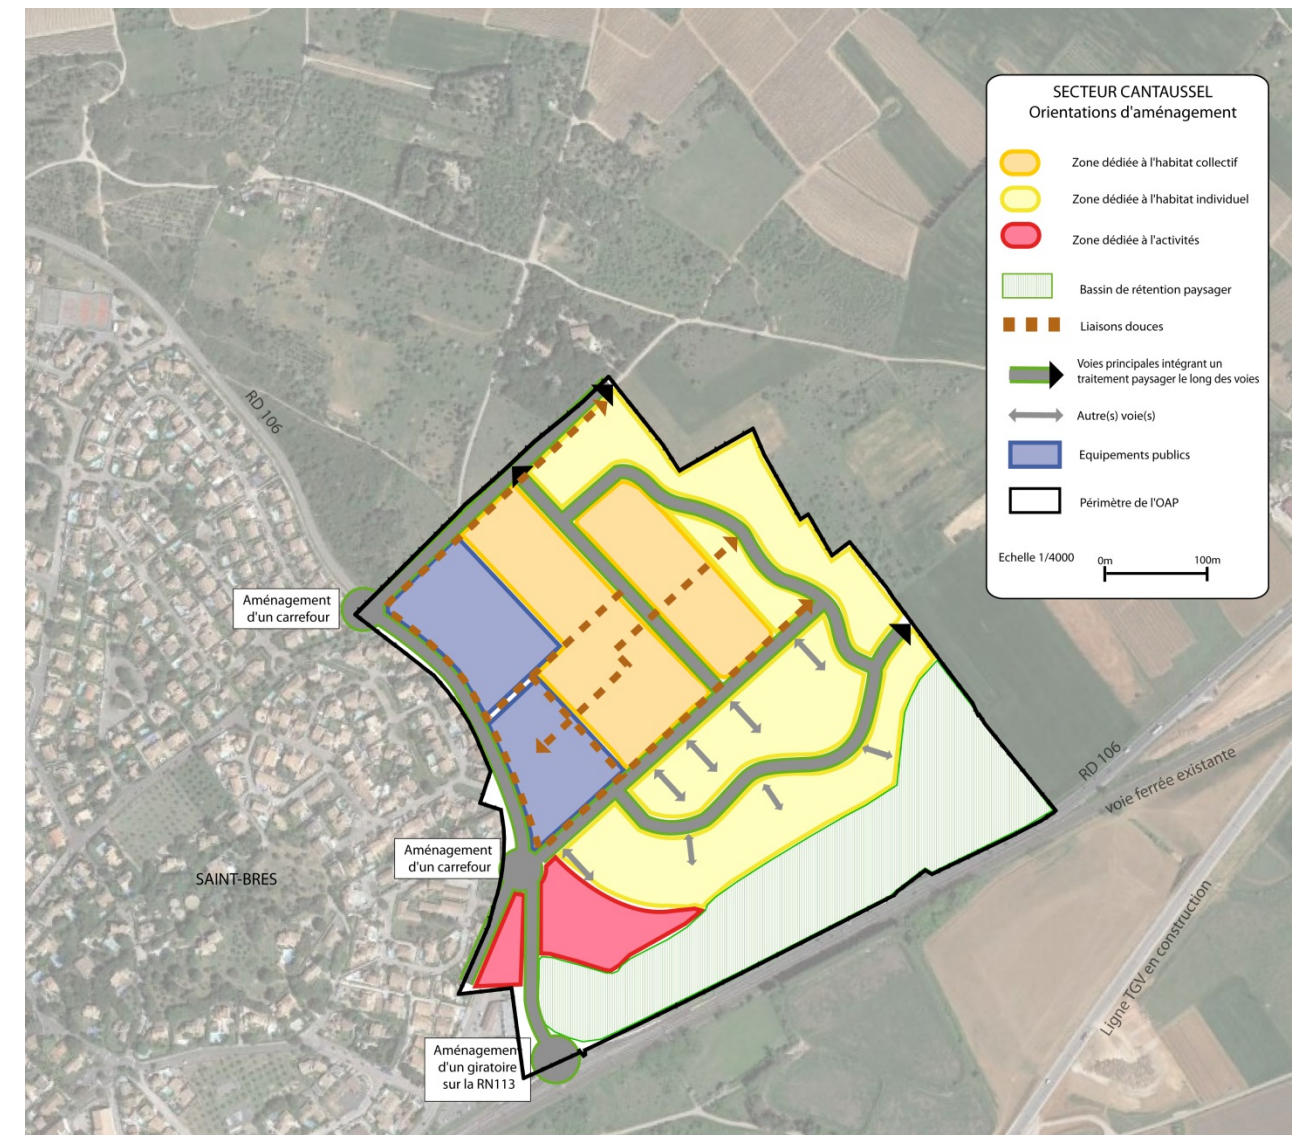 SECTEUR CANTAUSSEL
Orientations d'aménagement
Zone dédiée à l'habitat collectif
Zone dédiée à l'habitat individuel
Zone dédiée à l'activités
Bassin de rétention paysager
Liaisons douces
Voies principales intégrant un
traitement paysager le long des voies
Autre(s) voie(s)
Equipements publics
Périmètre de l'OAP
Echelle 1/4000
0m
100m
RD 106
Aménagement
d'un carrefour
RD 106
voie ferrée existante
Aménagement
d'un carrefour
SAINT-BRES
Ligne TGV en construction
Aménagement
d'un giratoire
sur la RN113